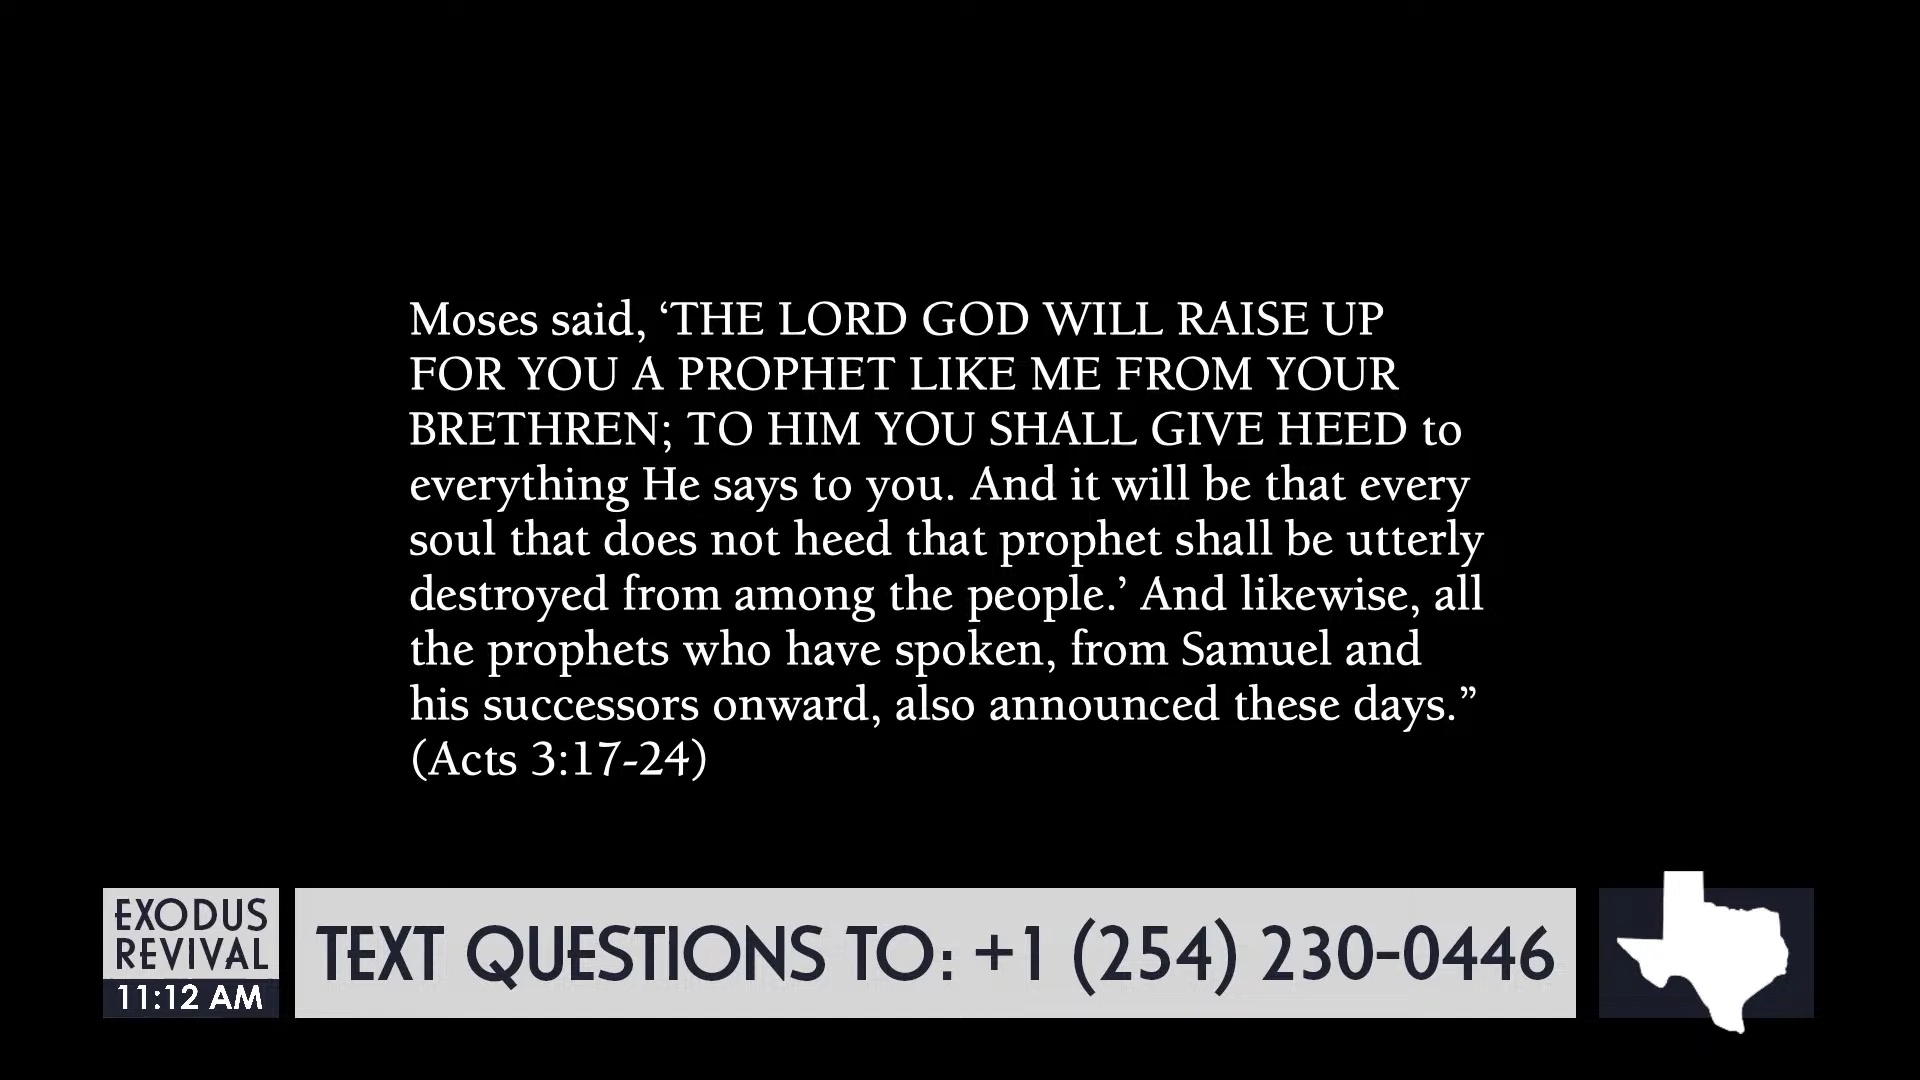 Moses said, ‘THE LORD GOD WILL RAISE UP
FOR YOU A PROPHET LIKE ME FROM YOUR
BRETHREN; TO HIM YOU SHALL GIVE HEED to
everything He says to you. And it will be that every
soul that does not heed that prophet shall be utterly
destroyed from among the people.’ And likewise, all
the prophets who have spoken, from Samuel and
his successors onward, also announced these days.”
(Acts 3:17-24)
EXODUS
REVIVAL
11:12 AM
TEXT QUESTIONS TO: +1 (254) 230-0446